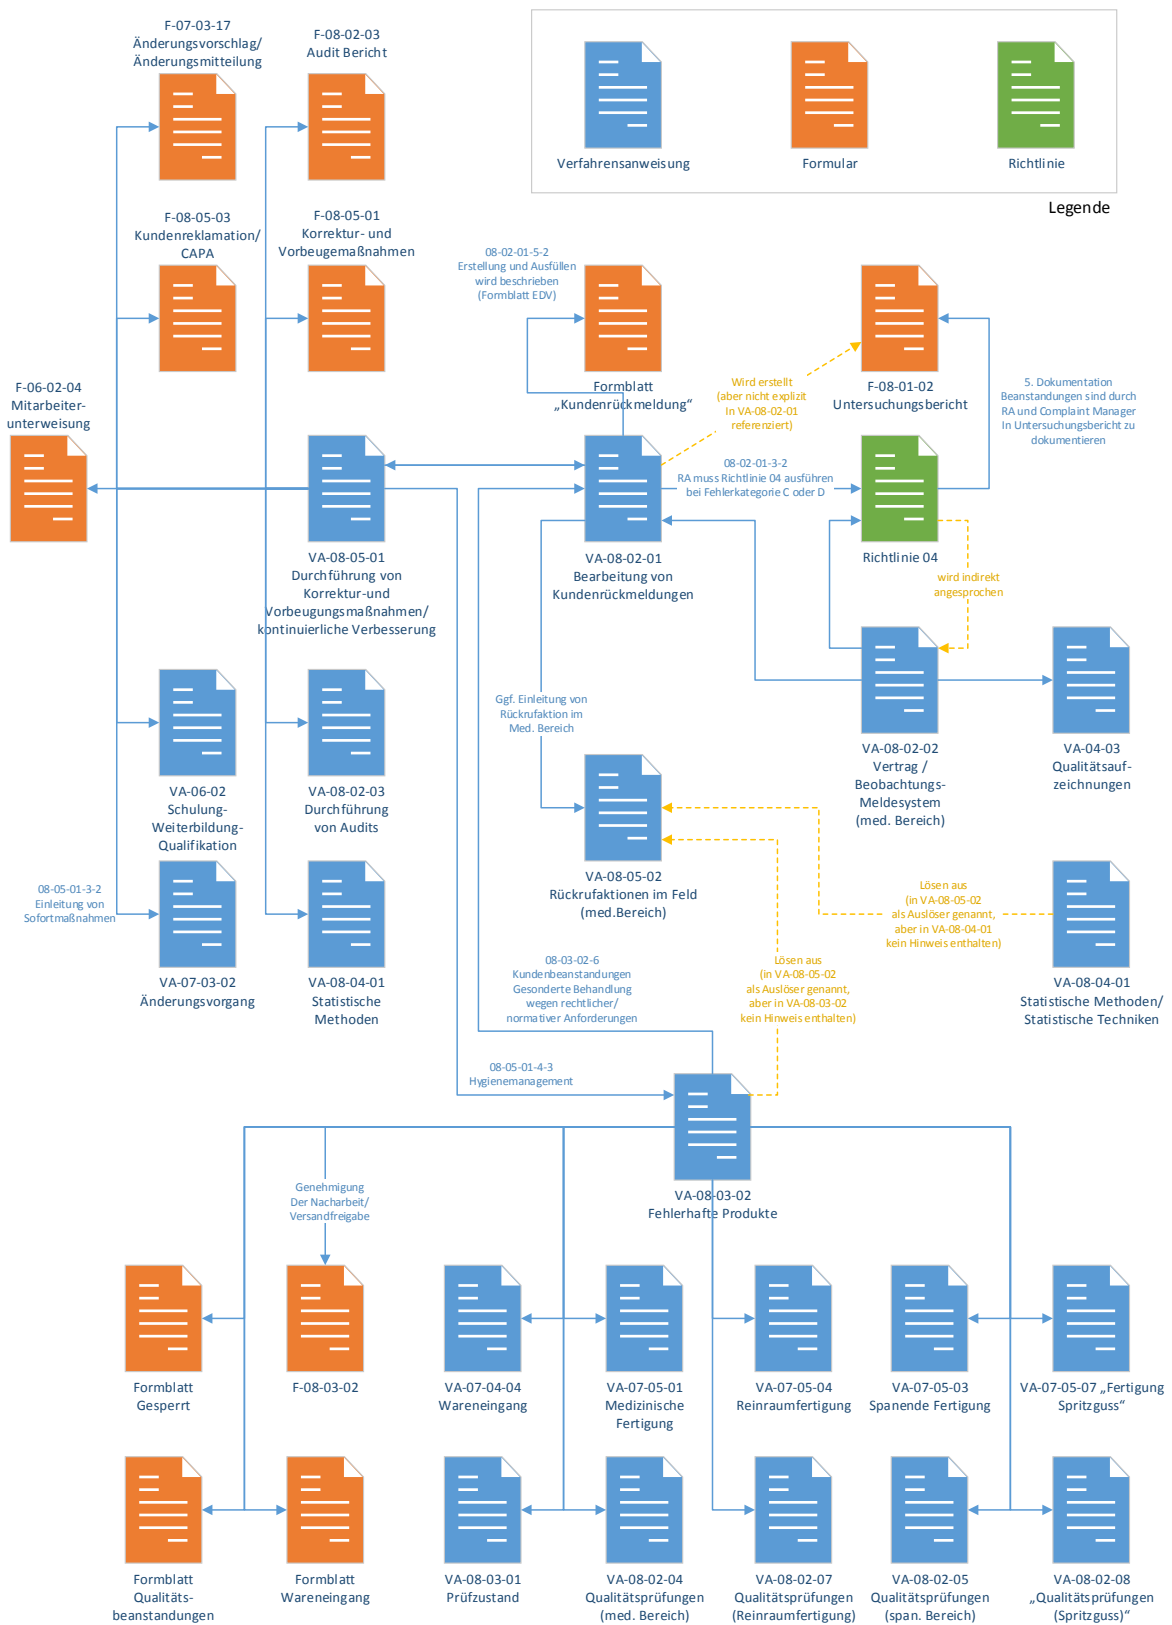 F-07-03-17
Änderungsvorschlag/
Änderungsmitteilung
F-08-02-03
Audit Bericht
Verfahrensanweisung
Formular
Richtlinie
Legende
F-08-05-03
Kundenreklamation/
CAPA
F-08-05-01
Korrektur- und
Vorbeugemaßnahmen
08-02-01-5-2
Erstellung und Ausfüllen
wird beschrieben
(Formblatt EDV)
Formblatt
„Kundenrückmeldung“
Wird erstellt
(aber nicht explizit
In VA-08-02-01
referenziert)
F-08-01-02
Untersuchungsbericht
5. Dokumentation
Beanstandungen sind durch
RA und Complaint Manager
In Untersuchungsbericht zu
dokumentieren
F-06-02-04
Mitarbeiter-
unterweisung
08-02-01-3-2
RA muss Richtlinie 04 ausführen
bei Fehlerkategorie C oder D
VA-08-05-01
Durchführung von
Korrektur-und
Vorbeugungsmaßnahmen/
kontinuierliche Verbesserung
VA-08-02-01
Bearbeitung von
Kundenrückmeldungen
Richtlinie 04
wird indirekt
angesprochen
Ggf. Einleitung von
Rückrufaktion im
Med. Bereich
VA-06-02
Schulung-
Weiterbildung-
Qualifikation
VA-08-02-03
Durchführung
von Audits
VA-08-02-02
Vertrag /
Beobachtungs-
Meldesystem
(med. Bereich)
VA-04-03
Qualitätsauf-
zeichnungen
VA-08-05-02
Rückrufaktionen im Feld
(med.Bereich)
08-05-01-3-2
Einleitung von
Sofortmaßnahmen
Lösen aus
(in VA-08-05-02
als Auslöser genannt,
aber in VA-08-04-01
kein Hinweis enthalten)
VA-07-03-02
Änderungsvorgang
VA-08-04-01
Statistische
Methoden
08-03-02-6
Kundenbeanstandungen
Gesonderte Behandlung
wegen rechtlicher/
normativer Anforderungen
Lösen aus
(in VA-08-05-02
als Auslöser genannt,
aber in VA-08-03-02
kein Hinweis enthalten)
VA-08-04-01
Statistische Methoden/
Statistische Techniken
08-05-01-4-3
Hygienemanagement
VA-08-03-02
Fehlerhafte Produkte
Genehmigung
Der Nacharbeit/
Versandfreigabe
Formblatt
Gesperrt
F-08-03-02
VA-07-04-04
Wareneingang
VA-07-05-01
Medizinische
Fertigung
VA-07-05-04
Reinraumfertigung
VA-07-05-03
Spanende Fertigung
VA-07-05-07 „Fertigung
Spritzguss“
Formblatt
Qualitäts-
beanstandungen
Formblatt
Wareneingang
VA-08-03-01
Prüfzustand
VA-08-02-04
Qualitätsprüfungen
(med. Bereich)
VA-08-02-07
Qualitätsprüfungen
(Reinraumfertigung)
VA-08-02-05
Qualitätsprüfungen
(span. Bereich)
VA-08-02-08
„Qualitätsprüfungen
(Spritzguss)“